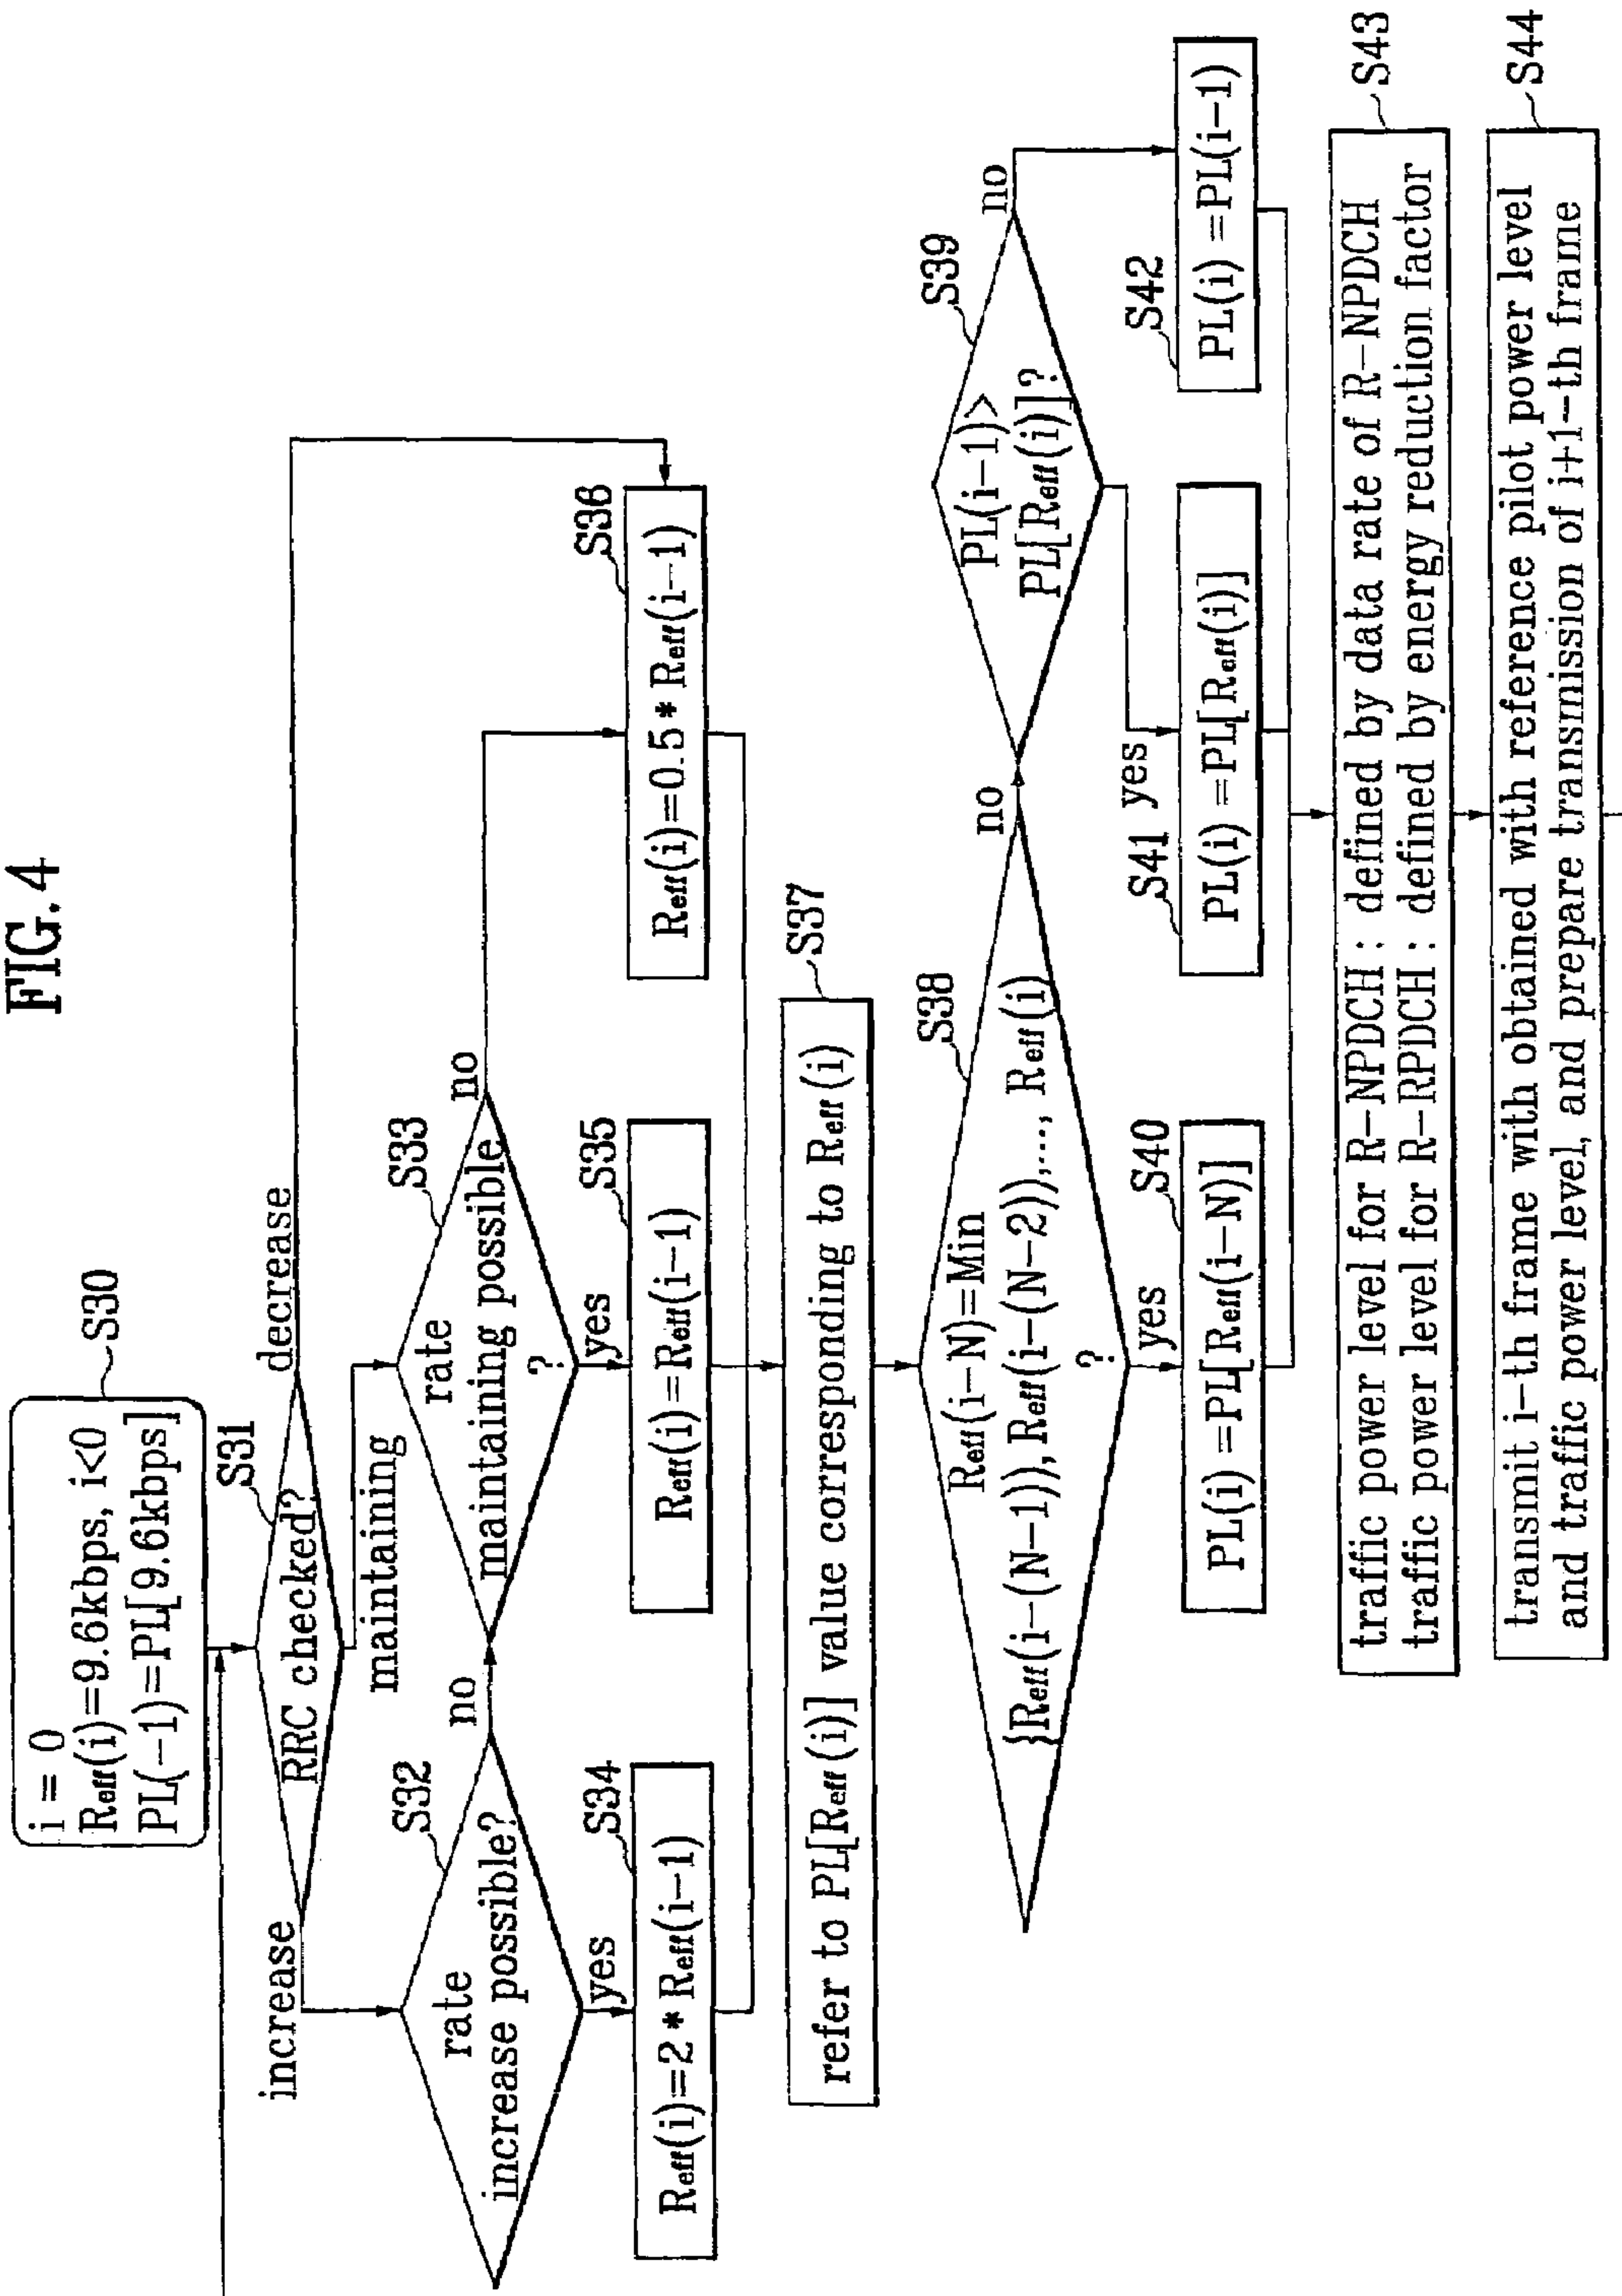 FIG. 4
i = 0
Reff(i)=9.6kbps, i<0
PL(-1)=PL[9.6kbps]
S30
RRC checked?
S31
increase
decrease
maintaining
rate
increase possible?
S32
no
yes
rate
maintaining possible
?
S33
no
yes
Reff(i)=2 * Reff(i-1)
S34
Reff(i)=Reff(i-1)
S35
Reff(i)=0.5 * Reff(i-1)
S36
refer to PL[Reff(i)] value corresponding to Reff(i)
S37
Reff(i-N)=Min
{Reff(i-(N-1)), Reff(i-(N-2)),..., Reff(i)
?
S38
no
yes
PL(i-1)>
PL[Reff(i)]?
S39
no
yes
PL(i)=PL[Reff(i-N)]
S40
PL(i)=PL[Reff(i)]
S41
PL(i)=PL(i-1)
S42
traffic power level for R-NPDCH : defined by data rate of R-NPDCH
traffic power level for R-RPDCH : defined by energy reduction factor
S43
transmit i-th frame with obtained with reference pilot power level
and traffic power level, and prepare transmission of i+1-th frame
S44